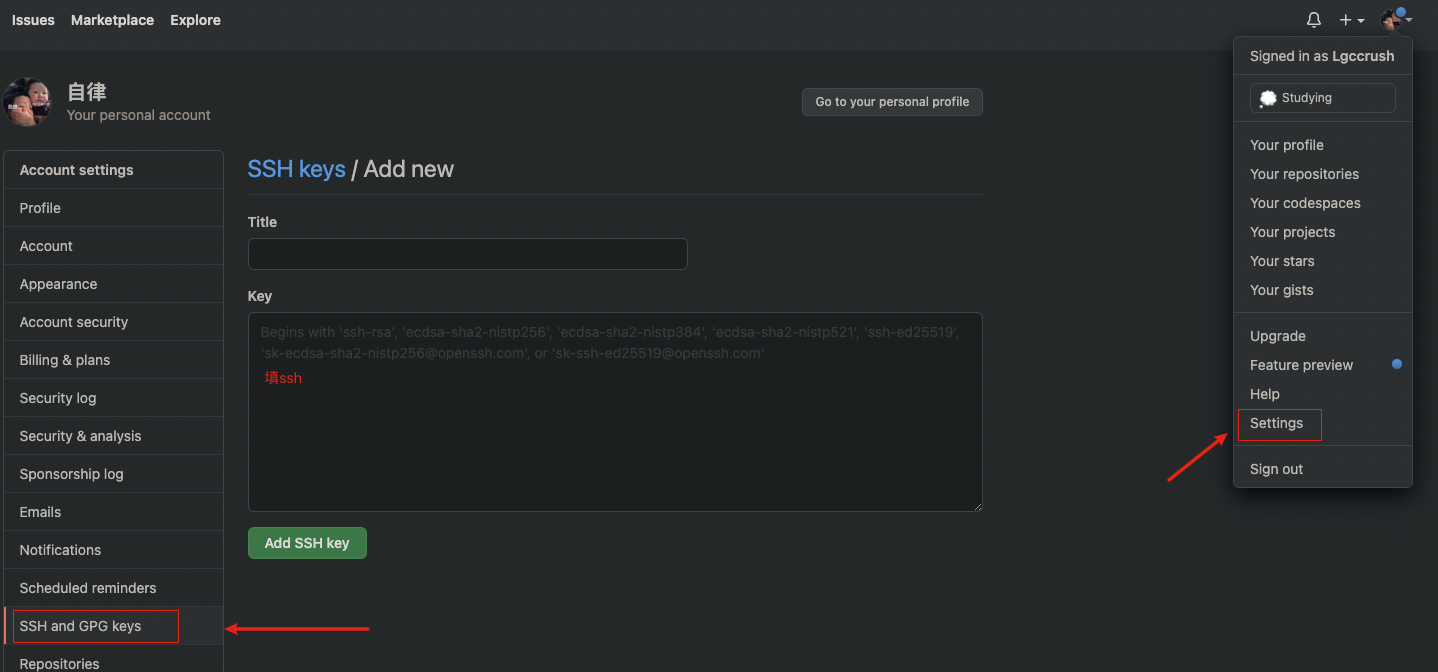 Issues Marketplace Explore
自律
Your personal account
Go to your personal profile
Account settings
Profile
Account
Appearance
Account security
Billing & plans
Security log
Security & analysis
Sponsorship log
Emails
Notifications
Scheduled reminders
SSH and GPG keys
Repositories
SSH keys / Add new
Title
Key
Begins with 'ssh-rsa', 'ecdsa-sha2-nistp256', 'ecdsa-sha2-nistp384', 'ecdsa-sha2-nistp521', 'ssh-ed25519',
'sk-ecdsa-sha2-nistp256@openssh.com', or 'sk-ssh-ed25519@openssh.com'
填ssh
Add SSH key
Signed in as Lgccrush
Studying
Your profile
Your repositories
Your codespaces
Your projects
Your stars
Your gists
Upgrade
Feature preview
Help
Settings
Sign out